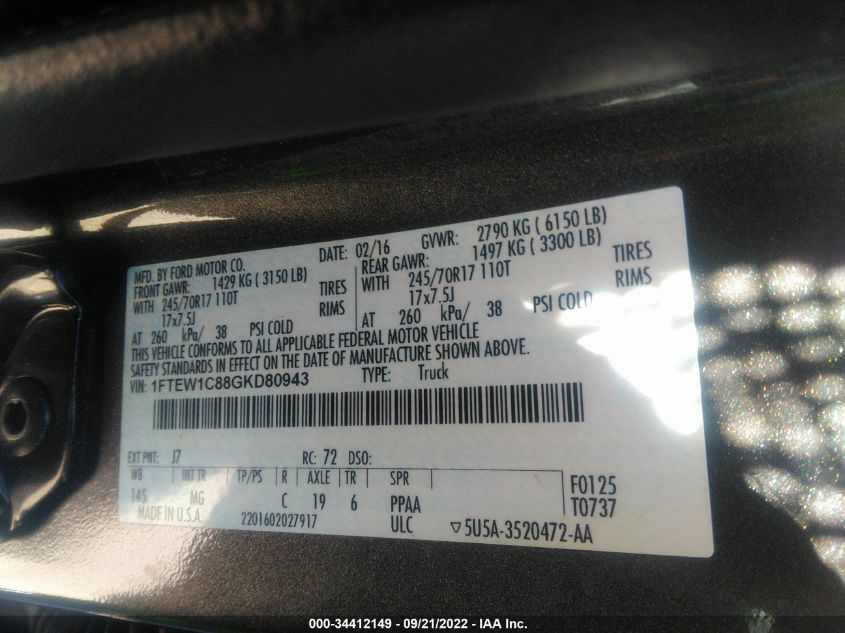 MFD. BY FORD MOTOR CO. DATE: 02/16 GVWR: 2790 KG ( 6150 LB)
FRONT GAWR: 1429 KG ( 3150 LB) REAR GAWR: 1497 KG ( 3300 LB)
WITH 245/70R17 110T TIRES WITH 245/70R17 110T TIRES
17x7.5J RIMS 17x7.5J RIMS
AT 260 kPa/ 38 PSI COLD AT 260 kPa/ 38 PSI COLD
THIS VEHICLE CONFORMS TO ALL APPLICABLE FEDERAL MOTOR VEHICLE
SAFETY STANDARDS IN EFFECT ON THE DATE OF MANUFACTURE SHOWN ABOVE.
VIN: 1FTEW1C88GKD80943 TYPE: Truck
EXT PNT: J7 RC: 72 DSO:
WB INT TR TP/PS R AXLE TR SPR F0125
145 MG C 19 6 PPAA T0737
MADE IN U.S.A. 2201602027917 ULC ▽5U5A-3520472-AA
000-34412149 - 09/21/2022 - IAA Inc.